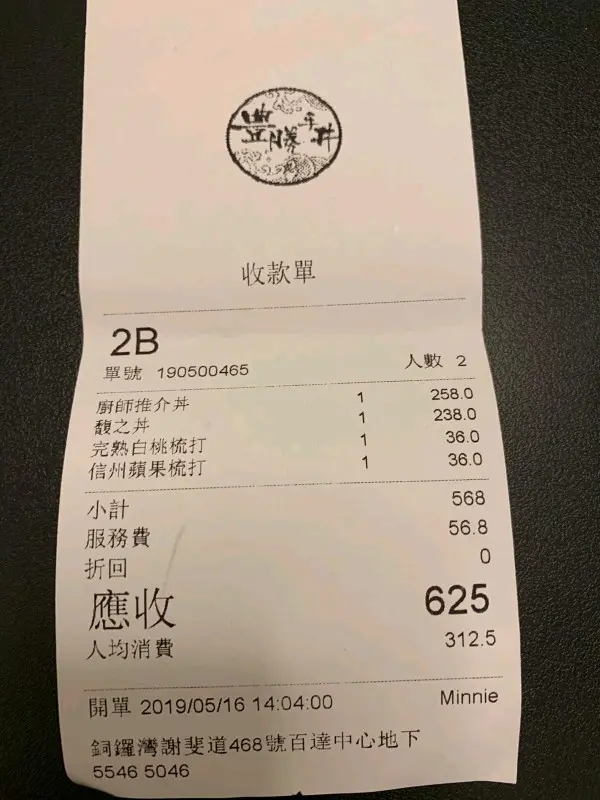 豐勝手丼
收款單
2B
單號 190500465 人數 2
廚師推介丼 1 258.0
馥之丼 1 238.0
完熟白桃梳打 1 36.0
信州蘋果梳打 1 36.0
小計 568
服務費 56.8
折回 0
應收 625
人均消費 312.5
開單 2019/05/16 14:04:00 Minnie
銅鑼灣謝斐道468號百達中心地下
5546 5046